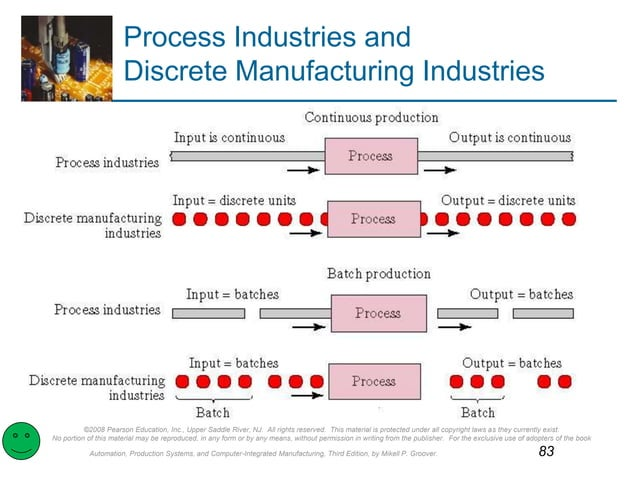 Process Industries and
Discrete Manufacturing Industries
Continuous production
Input is continuous
Output is continuous
Process industries
Process
Input = discrete units
Output = discrete units
Discrete manufacturing
industries
Process
Batch production
Input = batches
Output = batches
Process industries
Process
Input = batches
Output = batches
Discrete manufacturing
industries
Process
Batch
Batch
©2008 Pearson Education, Inc., Upper Saddle River, NJ. All rights reserved. This material is protected under all copyright laws as they currently exist.
No portion of this material may be reproduced, in any form or by any means, without permission in writing from the publisher. For the exclusive use of adopters of the book
Automation, Production Systems, and Computer-Integrated Manufacturing, Third Edition, by Mikell P. Groover.
83